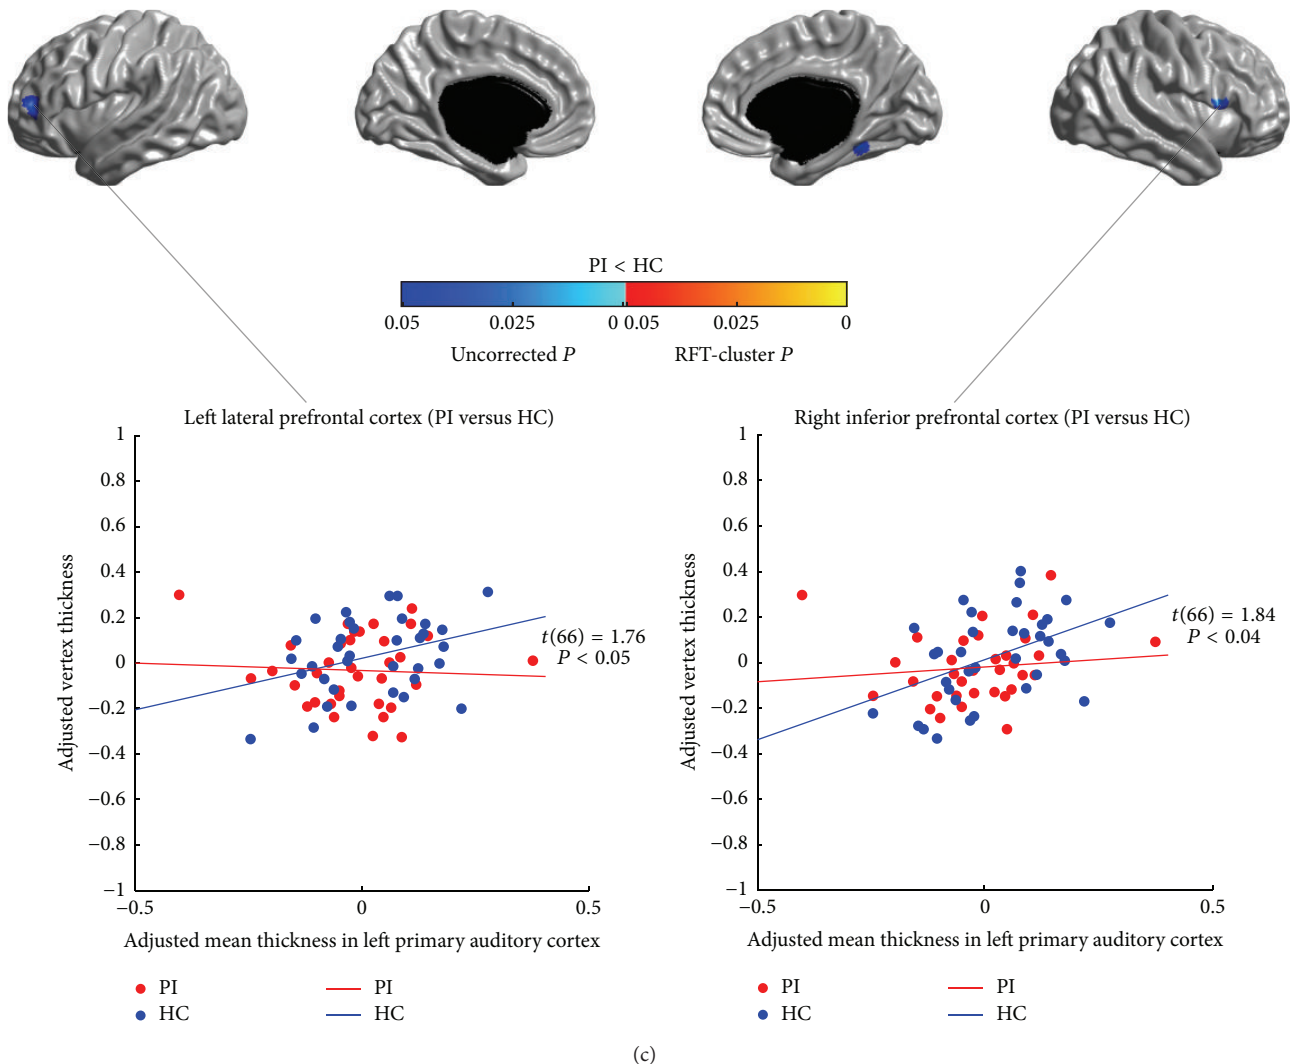 PI < HC
0.05 0.025 0 0.05 0.025 0
Uncorrected P RFT-cluster P
Left lateral prefrontal cortex (PI versus HC)
1
0.8
0.6
0.4
0.2
0
−0.2
−0.4
−0.6
−0.8
−1
Adjusted vertex thickness
t(66) = 1.76
P < 0.05
−0.5 0 0.5
Adjusted mean thickness in left primary auditory cortex
PI PI
HC HC
Right inferior prefrontal cortex (PI versus HC)
1
0.8
0.6
0.4
0.2
0
−0.2
−0.4
−0.6
−0.8
−1
Adjusted vertex thickness
t(66) = 1.84
P < 0.04
−0.5 0 0.5
Adjusted mean thickness in left primary auditory cortex
PI PI
HC HC
(c)